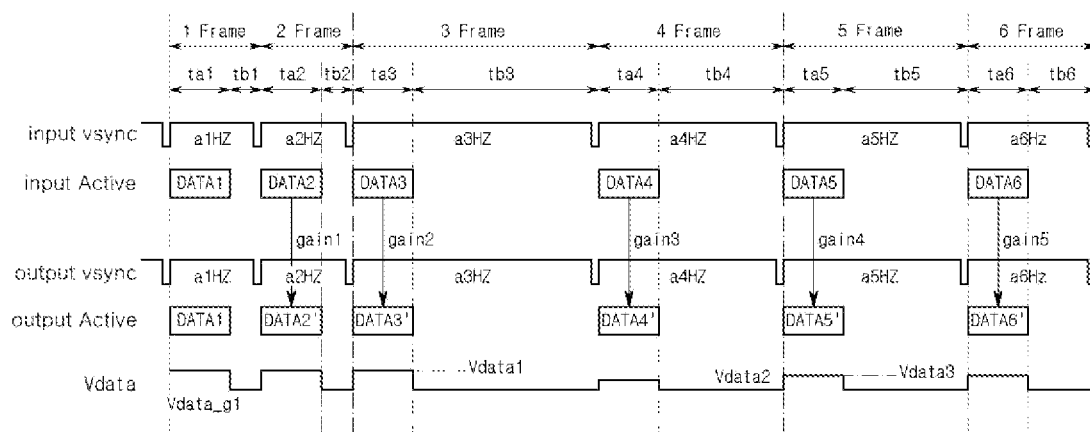 1 Frame 2 Frame 3 Frame 4 Frame 5 Frame 6 Frame
ta1 tb1 ta2 tb2 ta3 tb3 ta4 tb4 ta5 tb5 ta6 tb6
input vsync a1HZ a2HZ a3HZ a4HZ a5HZ a6Hz
input Active DATA1 DATA2 DATA3 DATA4 DATA5 DATA6
gain1 gain2 gain3 gain4 gain5
output vsync a1HZ a2HZ a3HZ a4HZ a5HZ a6Hz
output Active DATA1 DATA2' DATA3' DATA4' DATA5' DATA6'
Vdata Vdata1 Vdata2 Vdata3
Vdata_g1